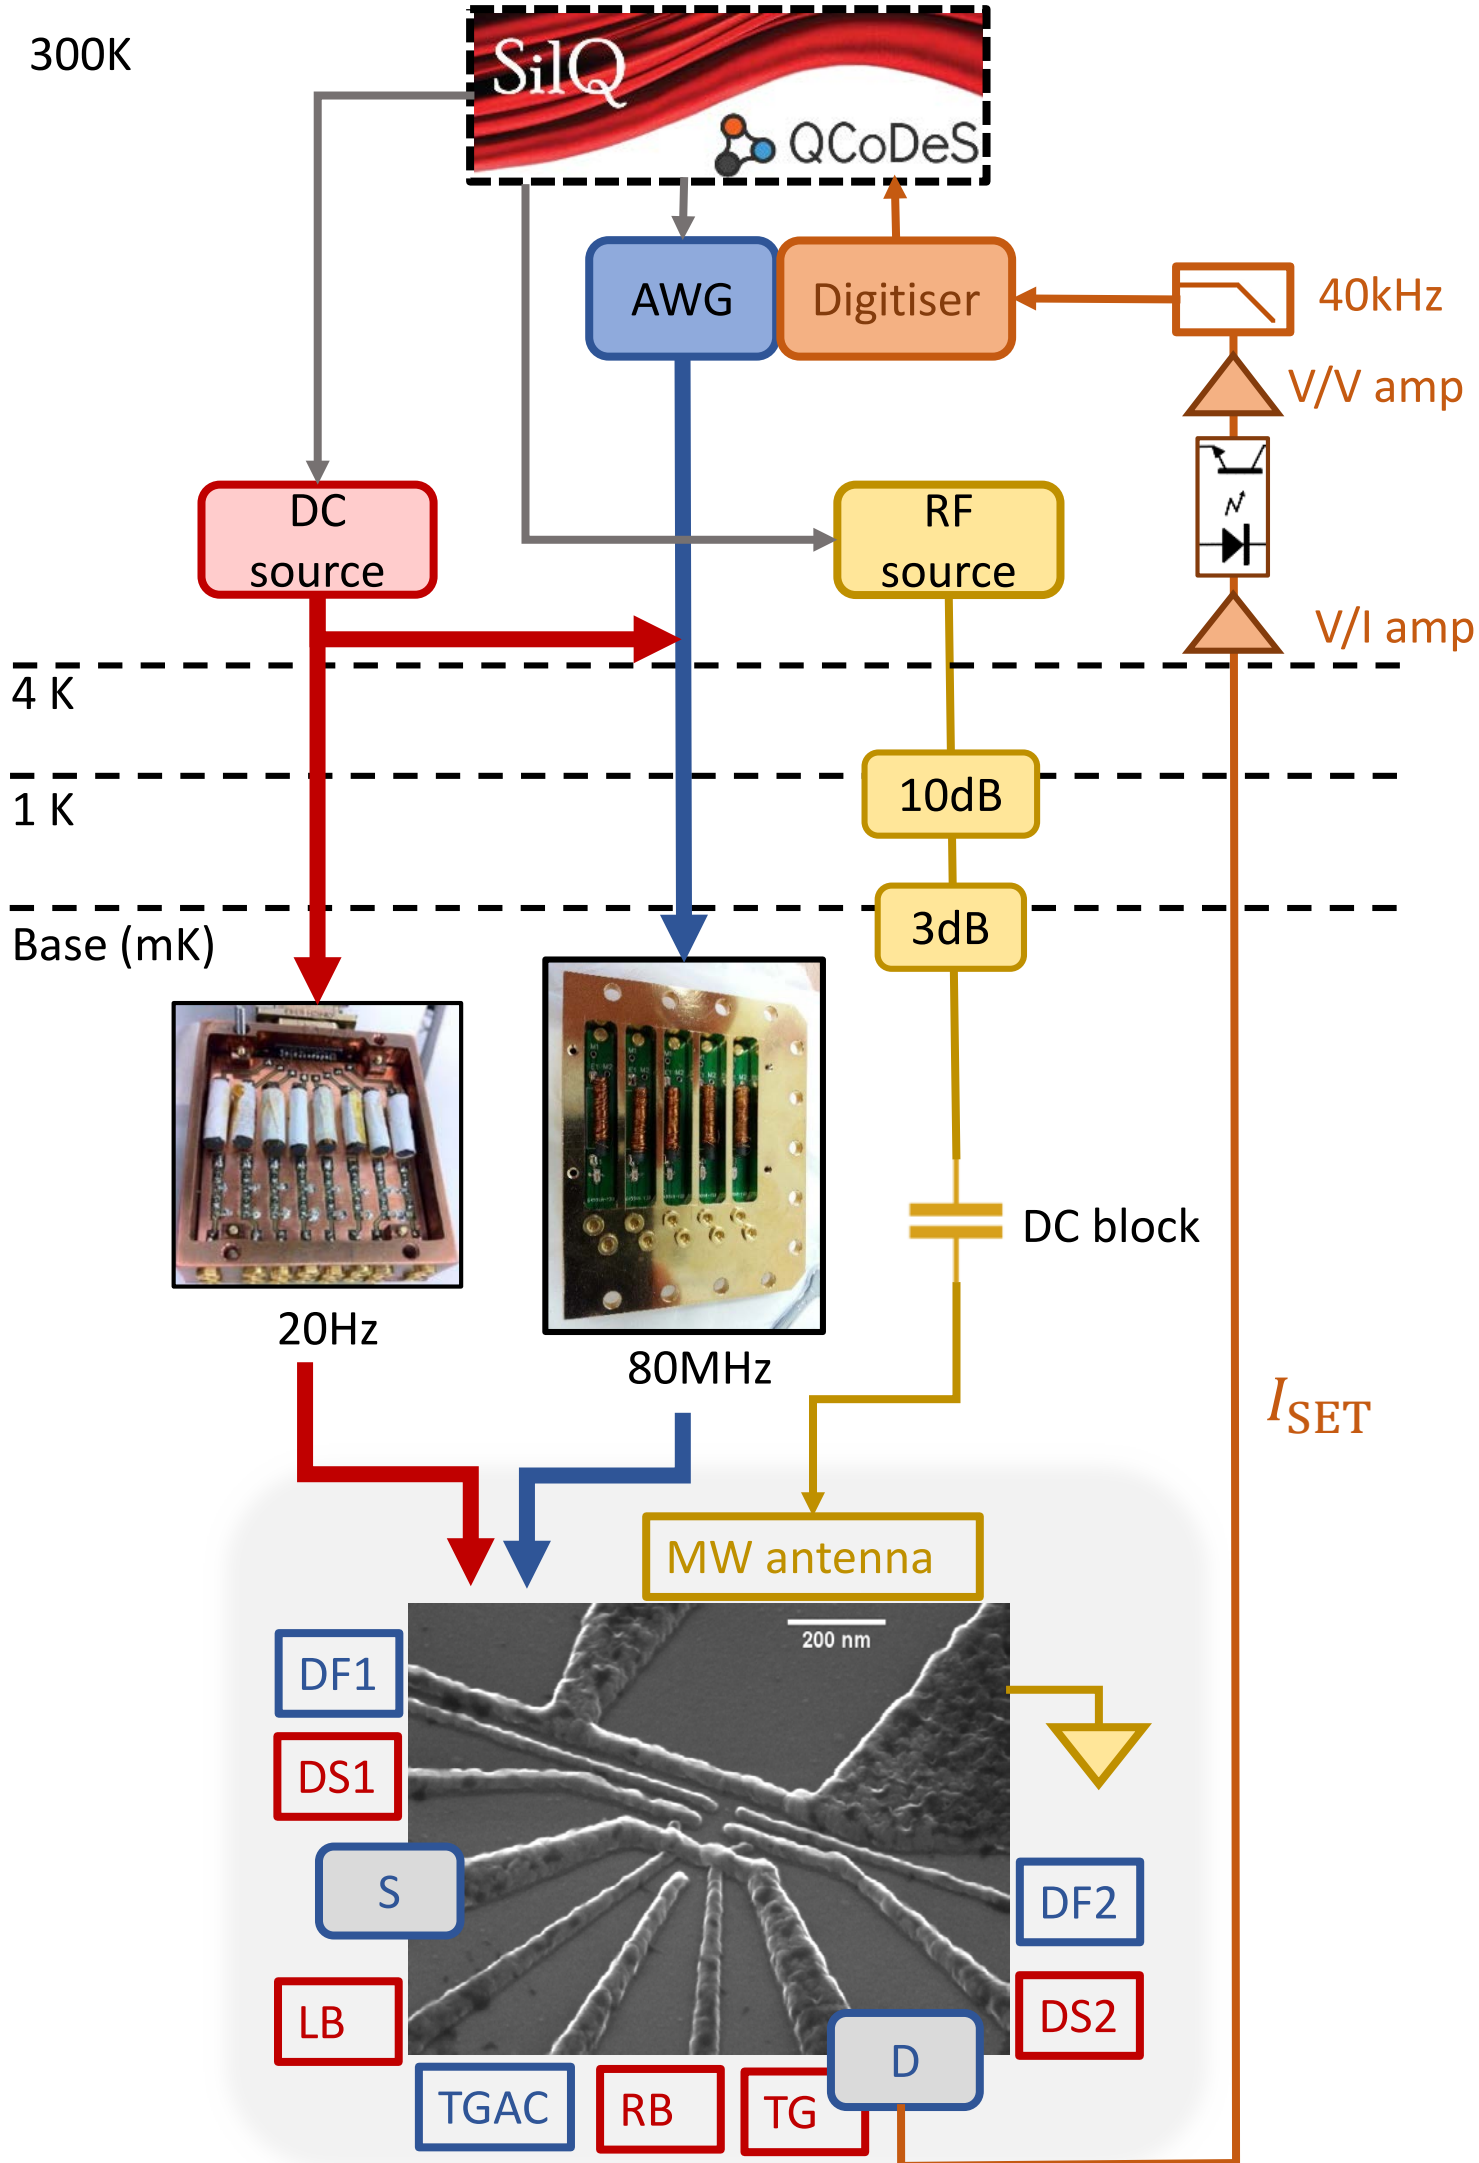 300K
SilQ
QCoDeS
AWG
Digitiser
40kHz
V/V amp
DC
source
RF
source
V/I amp
4 K
1 K
10dB
3dB
Base (mK)
DC block
20Hz
80MHz
I_SET
MW antenna
200 nm
DF1
DS1
S
DF2
LB
DS2
D
TGAC
RB
TG